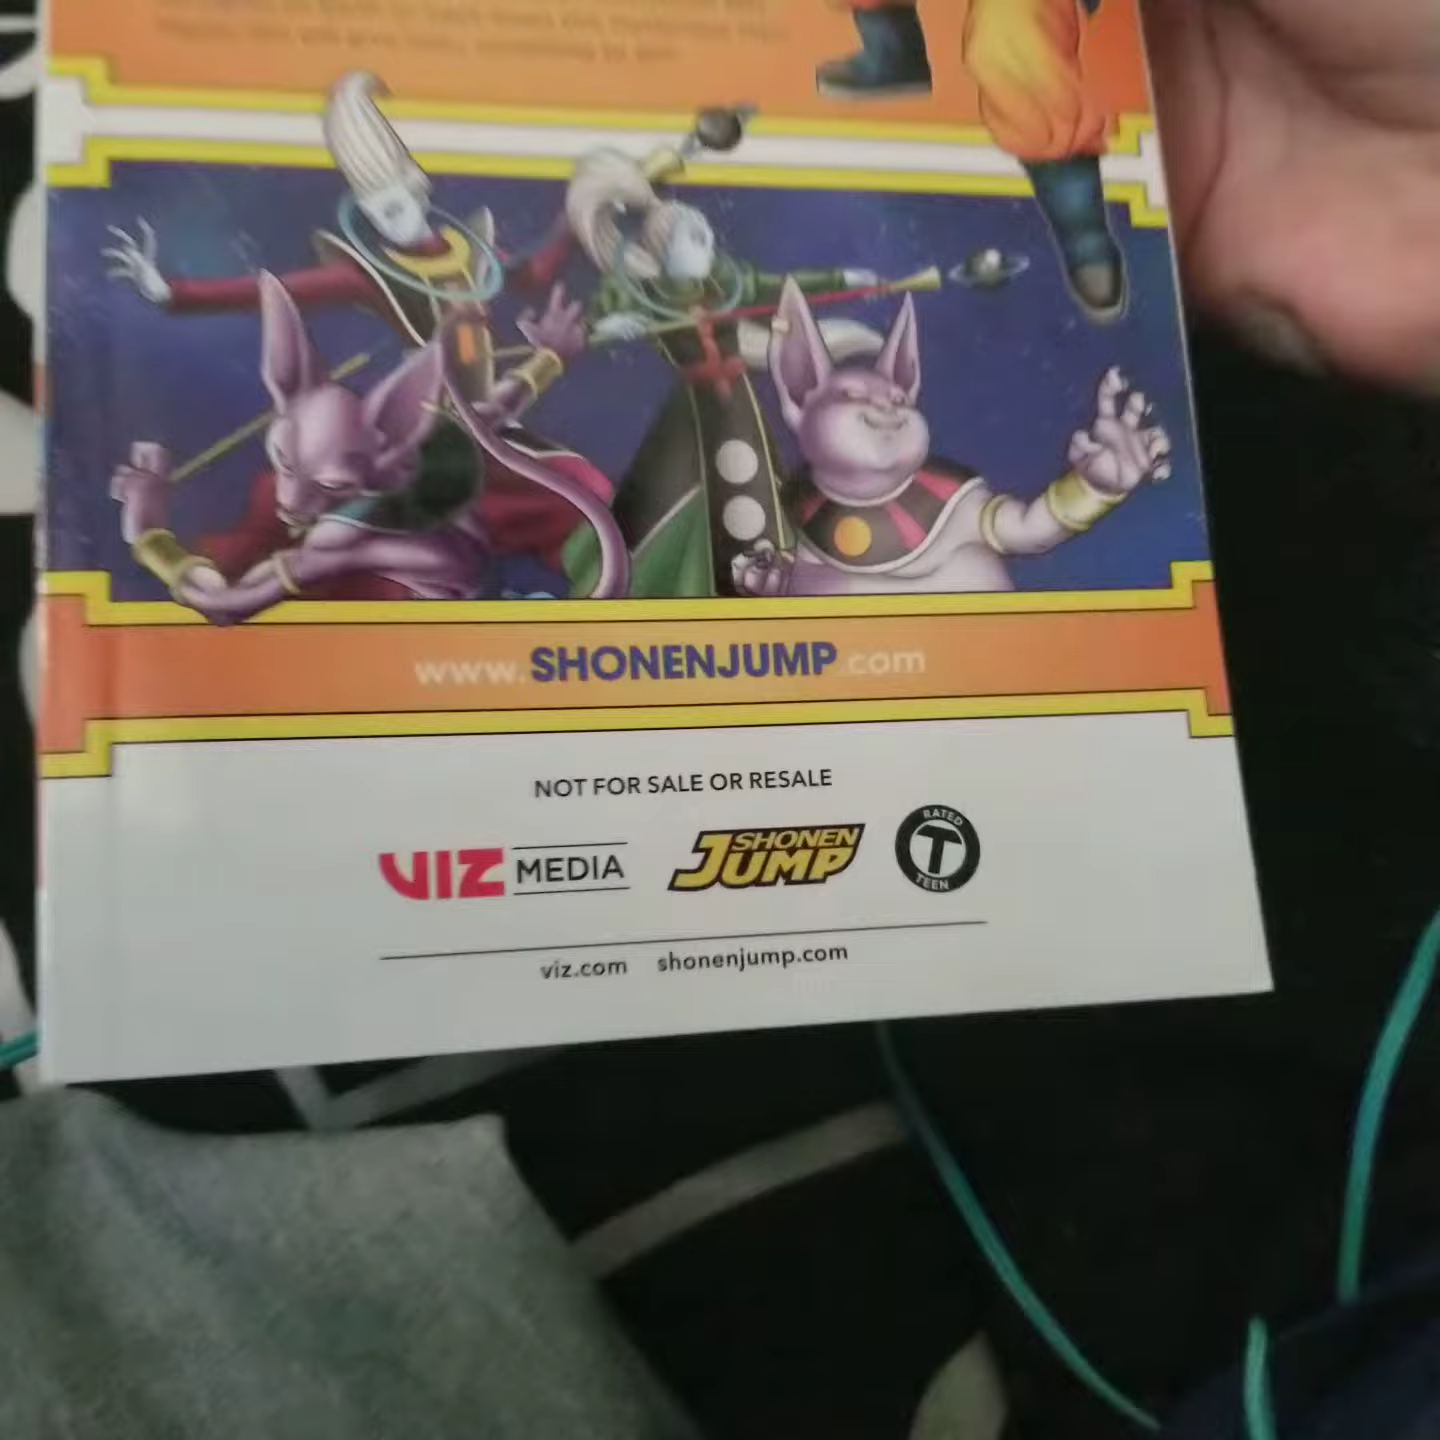 www.SHONENJUMP.com
NOT FOR SALE OR RESALE
VIZ MEDIA
SHONEN
JUMP
RATED
T
TEEN
viz.com shonenjump.com